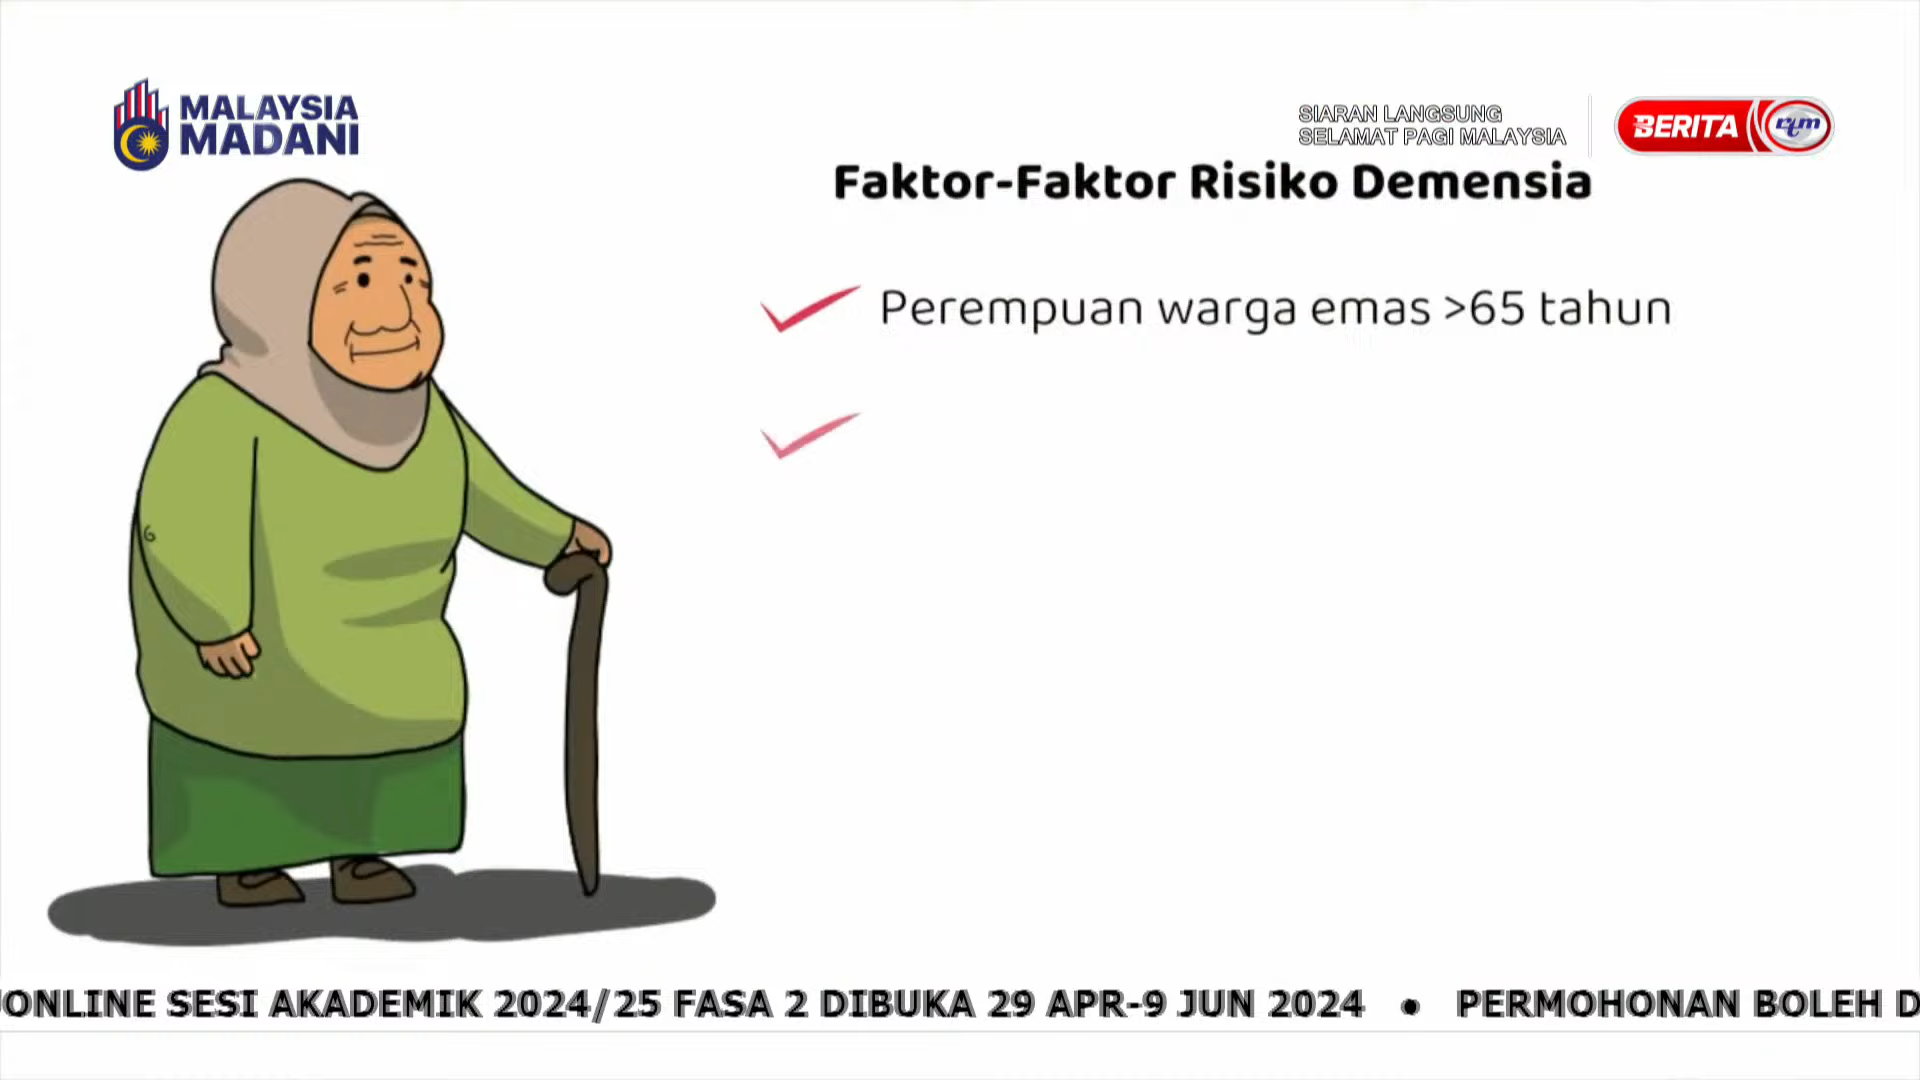 MALAYSIA
MADANI
SIARAN LANGSUNG
SELAMAT PAGI MALAYSIA
BERITA rtm
Faktor-Faktor Risiko Demensia
Perempuan warga emas >65 tahun
ONLINE SESI AKADEMIK 2024/25 FASA 2 DIBUKA 29 APR-9 JUN 2024 • PERMOHONAN BOLEH D